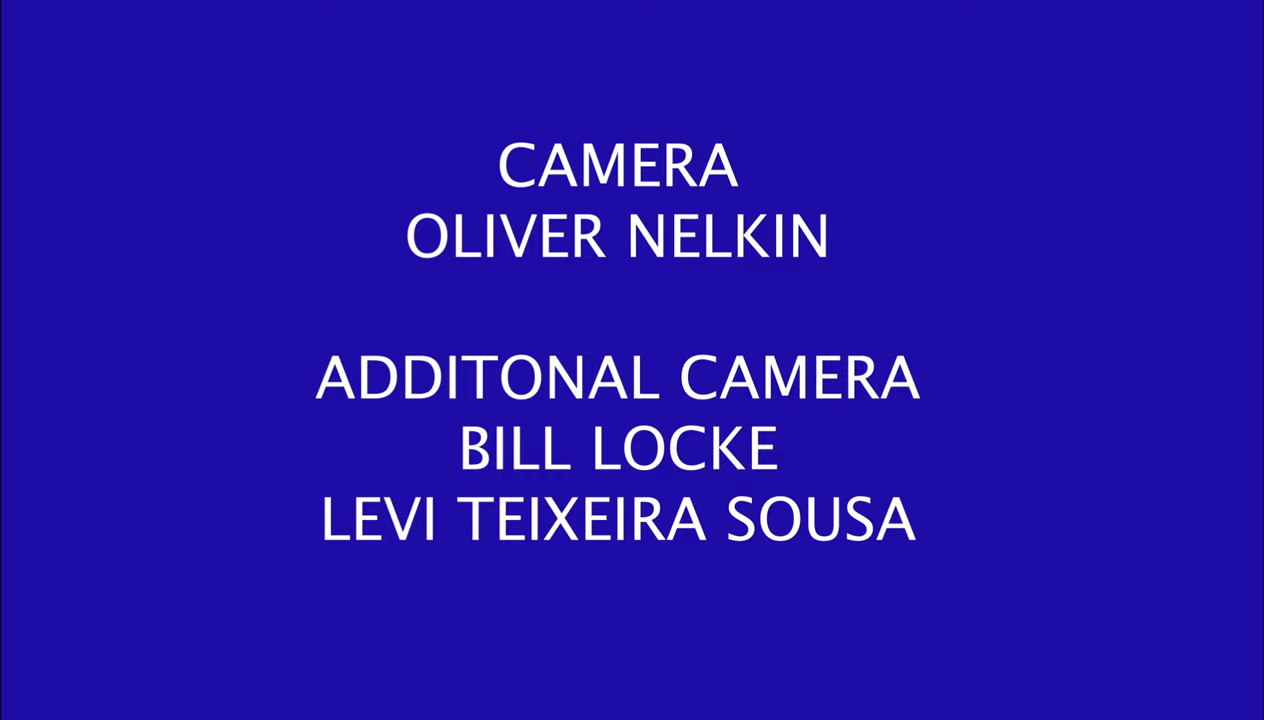 CAMERA
OLIVER NELKIN
ADDITONAL CAMERA
BILL LOCKE
LEVI TEIXEIRA SOUSA